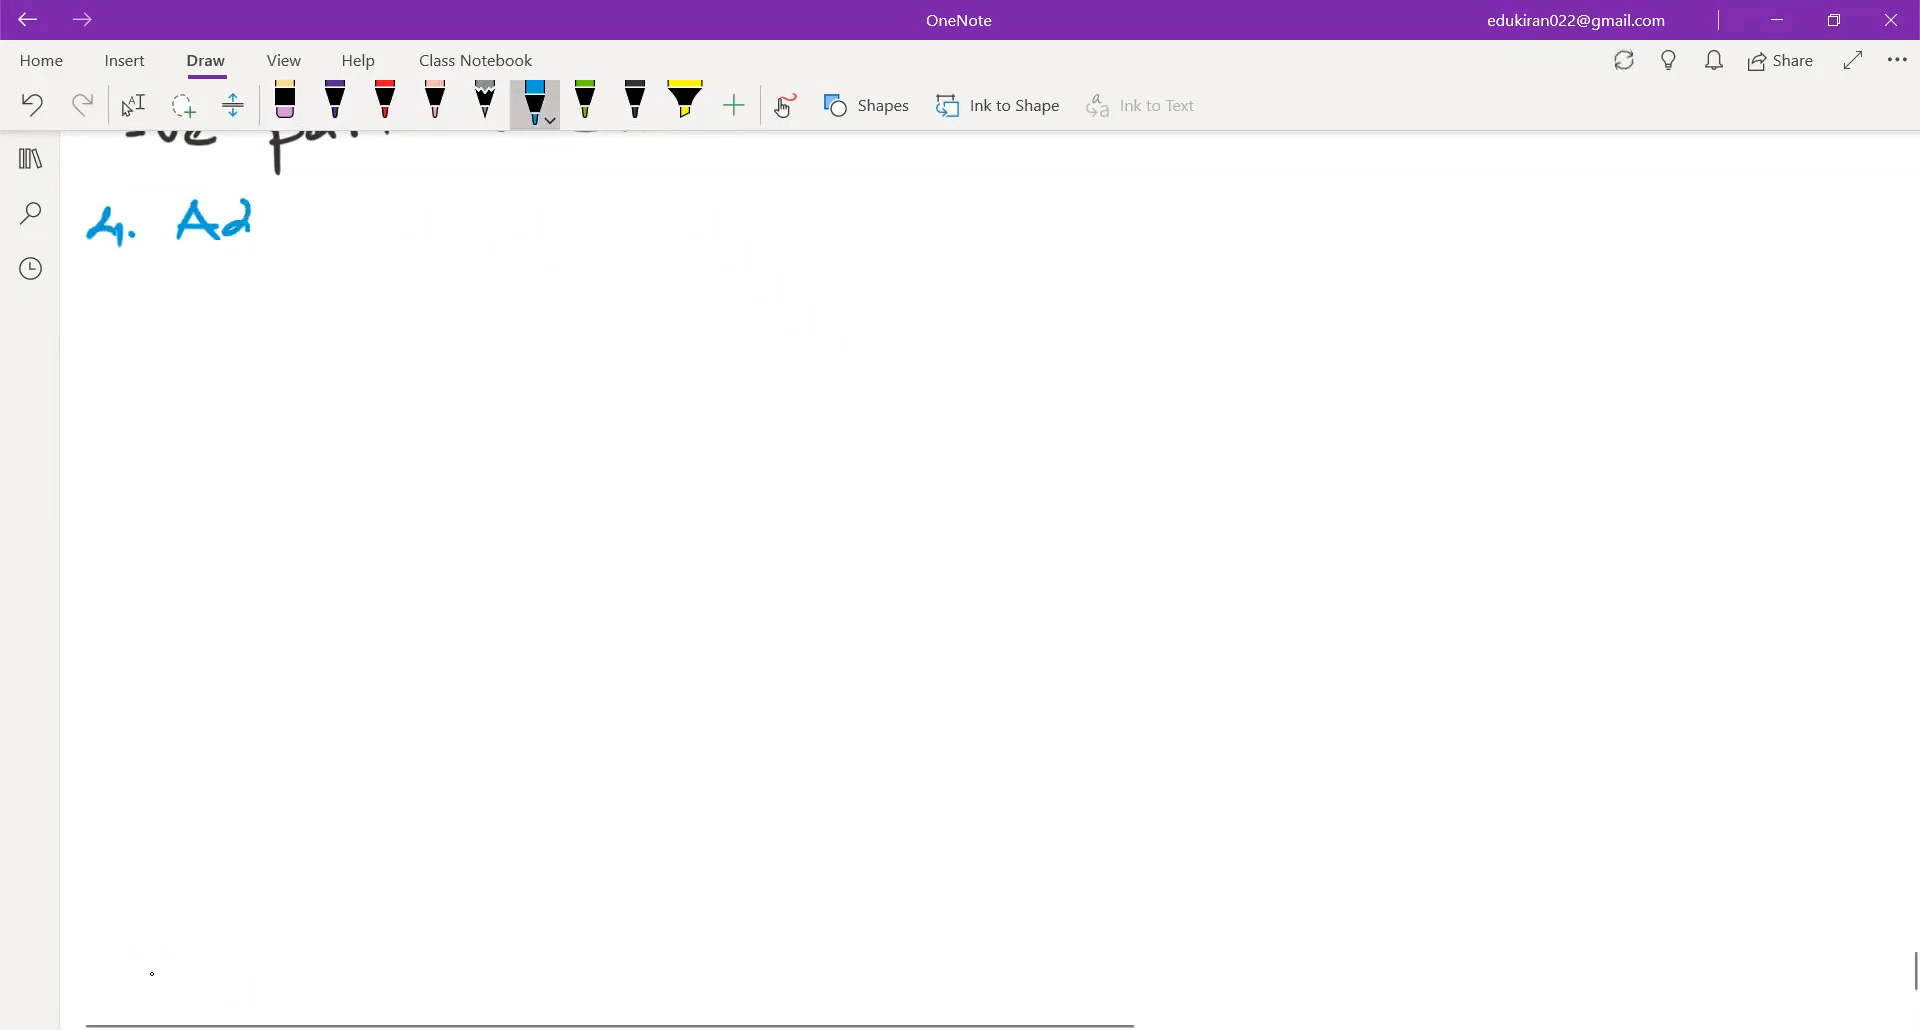 OneNote
edukiran022@gmail.com
Home Insert Draw View Help Class Notebook
Share
Shapes Ink to Shape Ink to Text
-ve
4. Ad